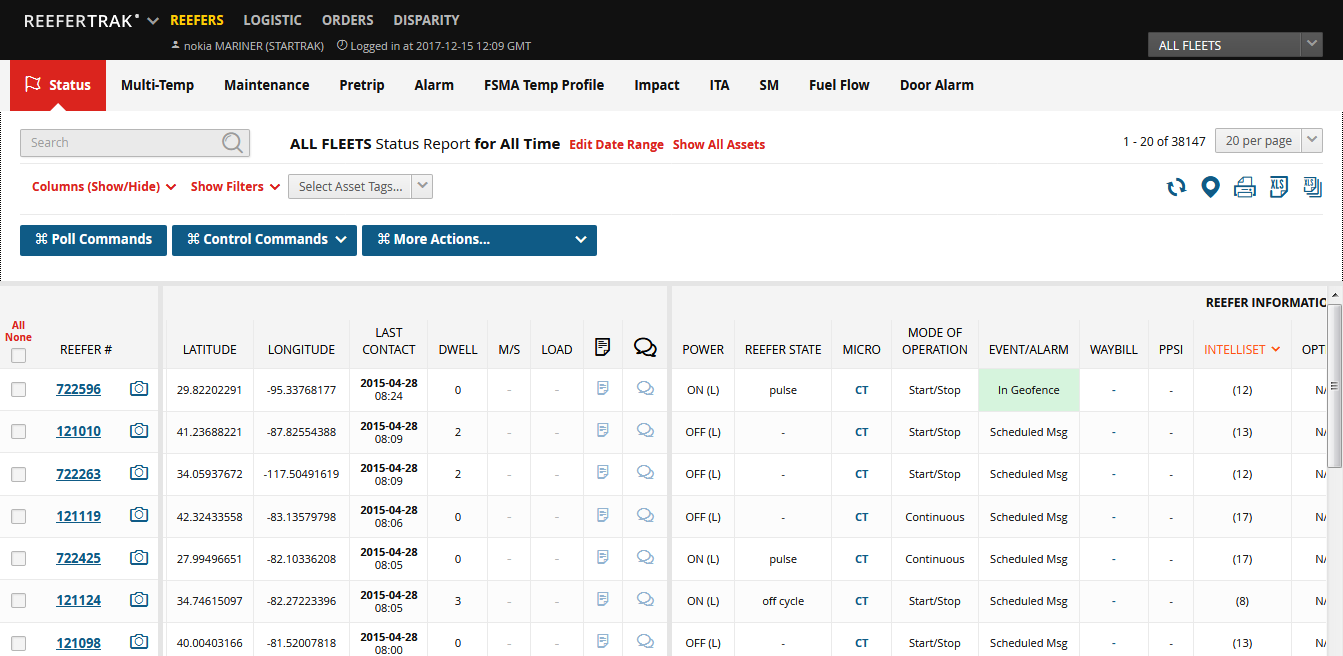 REEFERTRAK® REEFERS LOGISTIC ORDERS DISPARITY
nokia MARINER (STARTRAK) Logged in at 2017-12-15 12:09 GMT
ALL FLEETS
Status Multi-Temp Maintenance Pretrip Alarm FSMA Temp Profile Impact ITA SM Fuel Flow Door Alarm
Search ALL FLEETS Status Report for All Time Edit Date Range Show All Assets 1 - 20 of 38147 20 per page
Columns (Show/Hide) Show Filters Select Asset Tags... XLS XLS
⌘ Poll Commands ⌘ Control Commands ⌘ More Actions...
REEFER INFORMATIO
All
None
REEFER # LATITUDE LONGITUDE LAST CONTACT DWELL M/S LOAD POWER REEFER STATE MICRO MODE OF OPERATION EVENT/ALARM WAYBILL PPSI INTELLISET OPT
722596 29.82202291 -95.33768177 2015-04-28 08:24 0 - - ON (L) pulse CT Start/Stop In Geofence - - (12) N/
121010 41.23688221 -87.82554388 2015-04-28 08:09 2 - - OFF (L) - CT Start/Stop Scheduled Msg - - (13) N/
722263 34.05937672 -117.50491619 2015-04-28 08:09 2 - - OFF (L) - CT Start/Stop Scheduled Msg - - (12) N/
121119 42.32433558 -83.13579798 2015-04-28 08:06 0 - - OFF (L) - CT Continuous Scheduled Msg - - (17) N/
722425 27.99496651 -82.10336208 2015-04-28 08:05 0 - - ON (L) pulse CT Continuous Scheduled Msg - - (17) N/
121124 34.74615097 -82.27223396 2015-04-28 08:05 3 - - ON (L) off cycle CT Start/Stop Scheduled Msg - - (8) N/
121098 40.00403166 -81.52007818 2015-04-28 08:00 0 - - OFF (L) - CT Start/Stop Scheduled Msg - - (13) N/